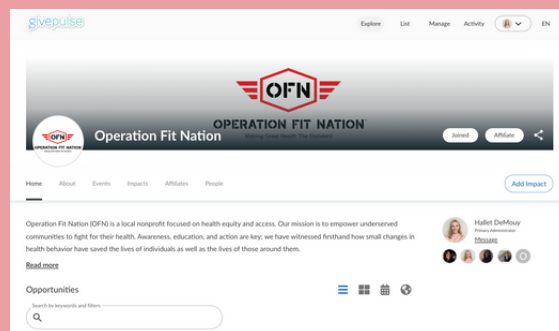 givepulse
Explore List Manage Activity EN
OFN
OPERATION FIT NATION
Making Great Health The Standard
OFN
OPERATION FIT NATION
Operation Fit Nation
Joined Affiliate
Home About Events Impacts Affiliates People
Add Impact
Operation Fit Nation (OFN) is a local nonprofit focused on health equity and access. Our mission is to empower underserved
communities to fight for their health. Awareness, education, and action are key; we have witnessed firsthand how small changes in
health behavior have saved the lives of individuals as well as the lives of those around them.
Read more
Hallet DeMouy
Primary Administrator
Message
O
Opportunities
Search by keywords and filters